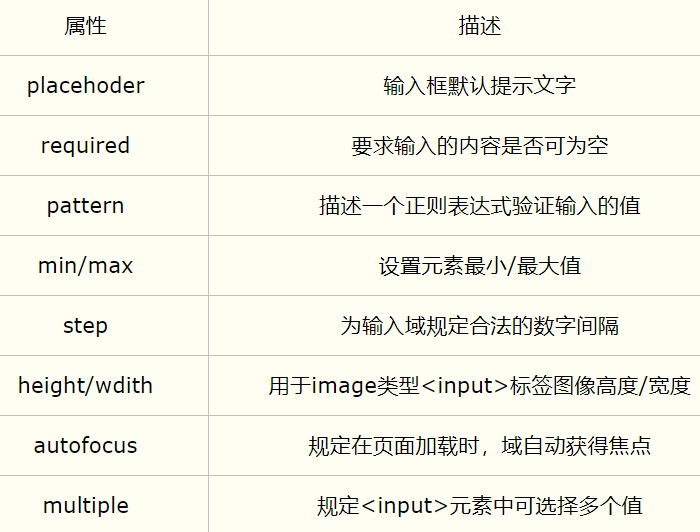 属性 描述
placehoder 输入框默认提示文字
required 要求输入的内容是否可为空
pattern 描述一个正则表达式验证输入的值
min/max 设置元素最小/最大值
step 为输入域规定合法的数字间隔
height/wdith 用于image类型<input>标签图像高度/宽度
autofocus 规定在页面加载时，域自动获得焦点
multiple 规定<input>元素中可选择多个值